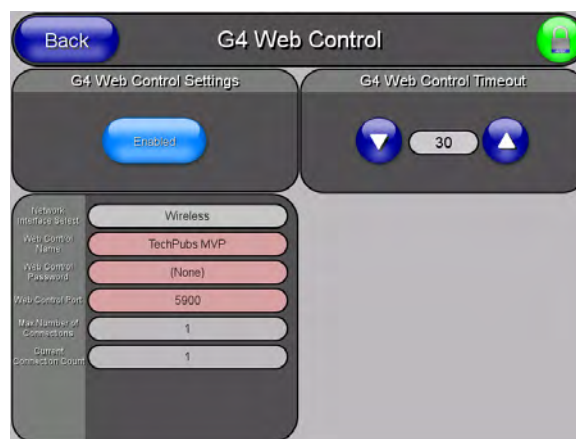 Back
G4 Web Control
G4 Web Control Settings
Enabled
G4 Web Control Timeout
30
Network
Interface Select
Wireless
Web Control
Name
TechPubs MVP
Web Control
Password
(None)
Web Control Port
5900
Max Number of
Connections
1
Current
Connection Count
1